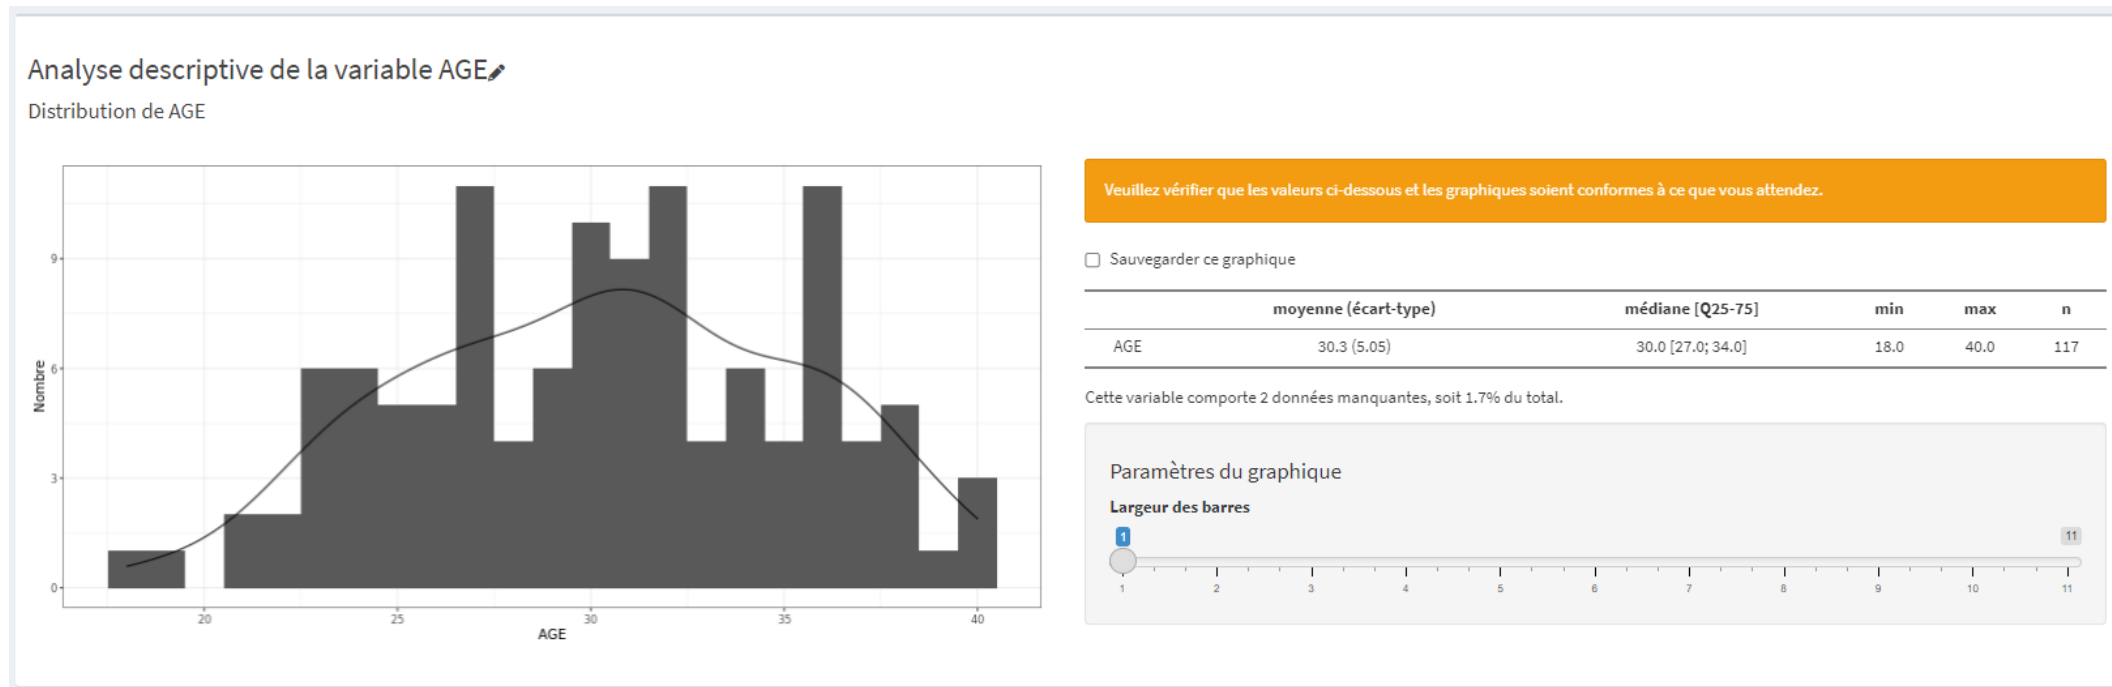 Analyse descriptive de la variable AGE
Distribution de AGE
Nombre
9
6
3
0
20 25 30 35 40
AGE
Veuillez vérifier que les valeurs ci-dessous et les graphiques soient conformes à ce que vous attendez.
Sauvegarder ce graphique
moyenne (écart-type) médiane [Q25-75] min max n
AGE 30.3 (5.05) 30.0 [27.0; 34.0] 18.0 40.0 117
Cette variable comporte 2 données manquantes, soit 1.7% du total.
Paramètres du graphique
Largeur des barres
1 11
1 2 3 4 5 6 7 8 9 10 11